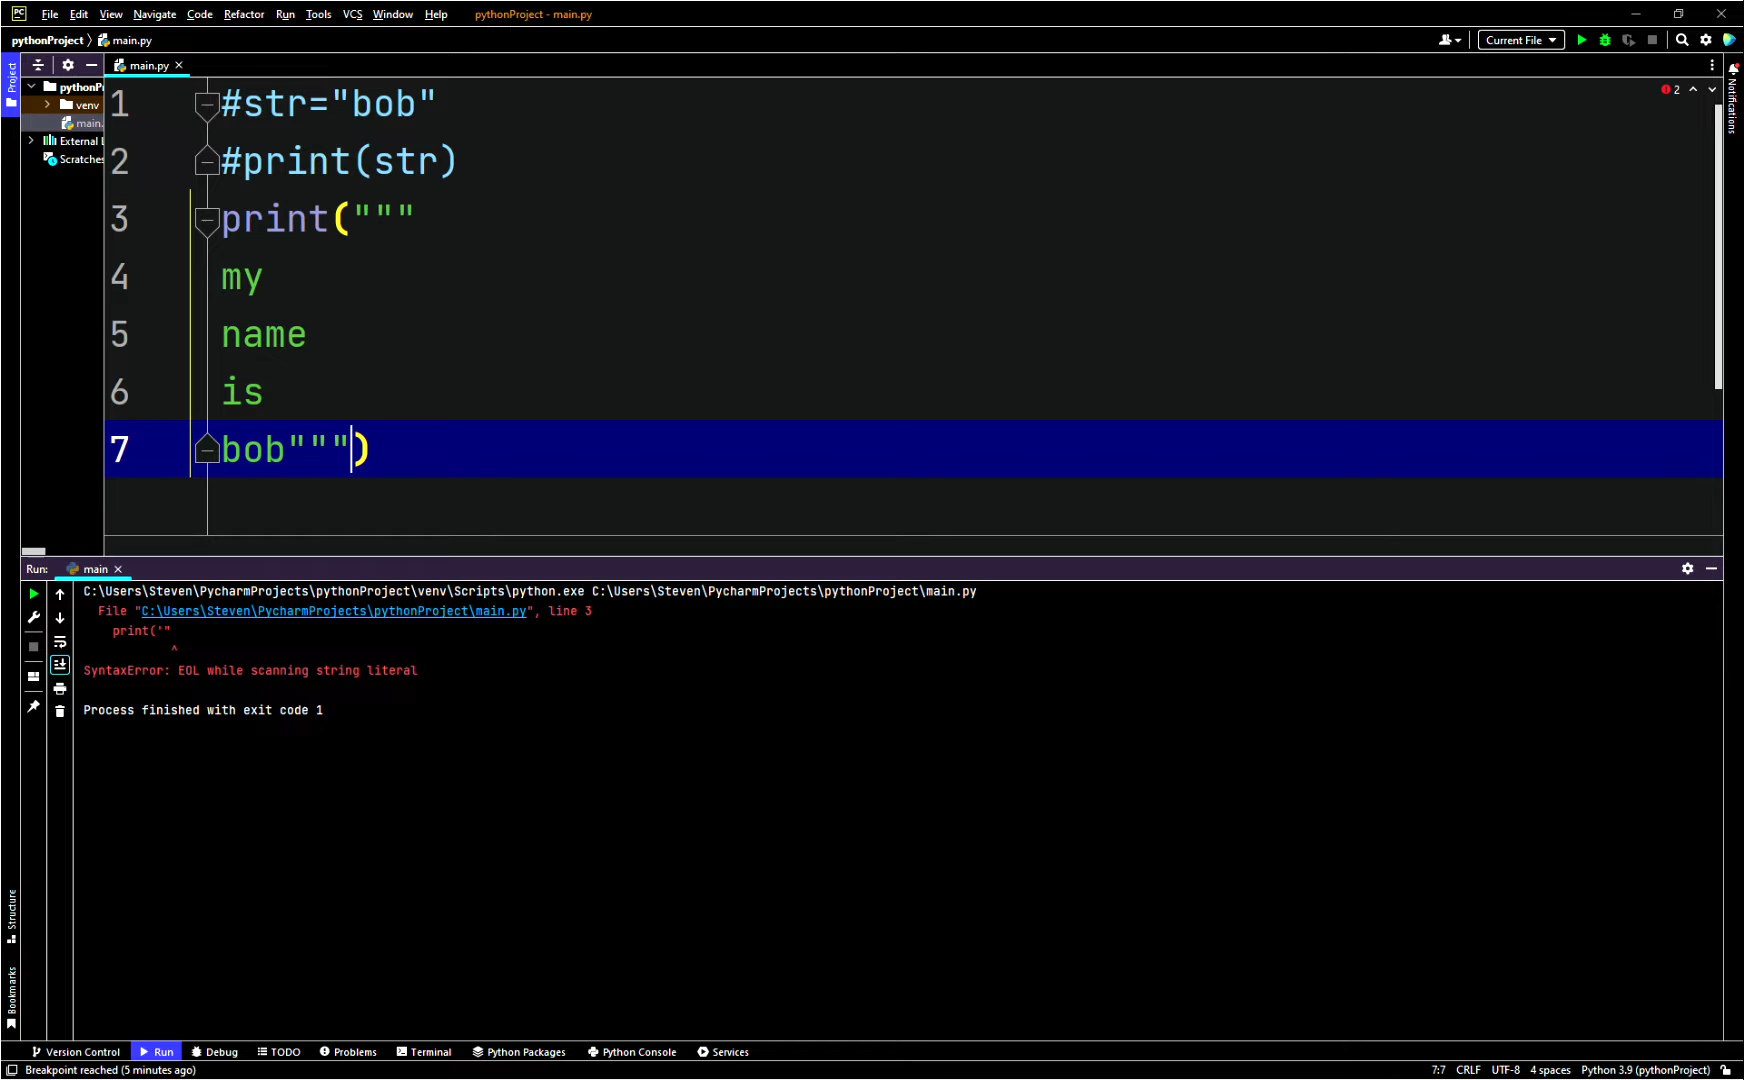 PC File Edit View Navigate Code Refactor Run Tools VCS Window Help pythonProject - main.py
pythonProject main.py Current File
Project
main.py
pythonP
venv
main.
External L
Scratches
2
Notifications
1 #str="bob"
2 #print(str)
3 print("""
4 my
5 name
6 is
7 bob""")
Run: main
C:\Users\Steven\PycharmProjects\pythonProject\venv\Scripts\python.exe C:\Users\Steven\PycharmProjects\pythonProject\main.py
File "C:\Users\Steven\PycharmProjects\pythonProject\main.py", line 3
print('"
^
SyntaxError: EOL while scanning string literal
Process finished with exit code 1
Structure
Bookmarks
Version Control Run Debug TODO Problems Terminal Python Packages Python Console Services
Breakpoint reached (5 minutes ago) 7:7 CRLF UTF-8 4 spaces Python 3.9 (pythonProject)